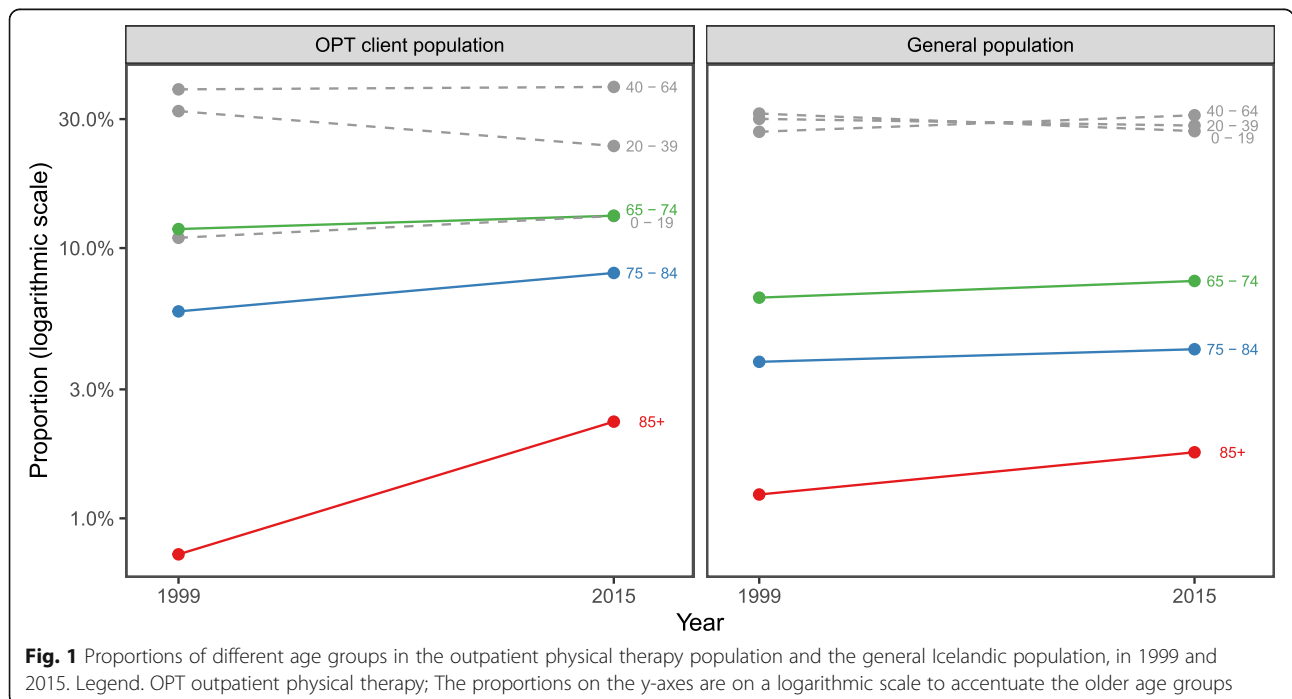 OPT client population
General population
Proportion (logarithmic scale)
30.0%
10.0%
3.0%
1.0%
40 – 64
20 – 39
65 – 74
0 – 19
75 – 84
85+
40 – 64
20 – 39
0 – 19
65 – 74
75 – 84
85+
1999
2015
1999
2015
Year
Fig. 1 Proportions of different age groups in the outpatient physical therapy population and the general Icelandic population, in 1999 and
2015. Legend. OPT outpatient physical therapy; The proportions on the y-axes are on a logarithmic scale to accentuate the older age groups